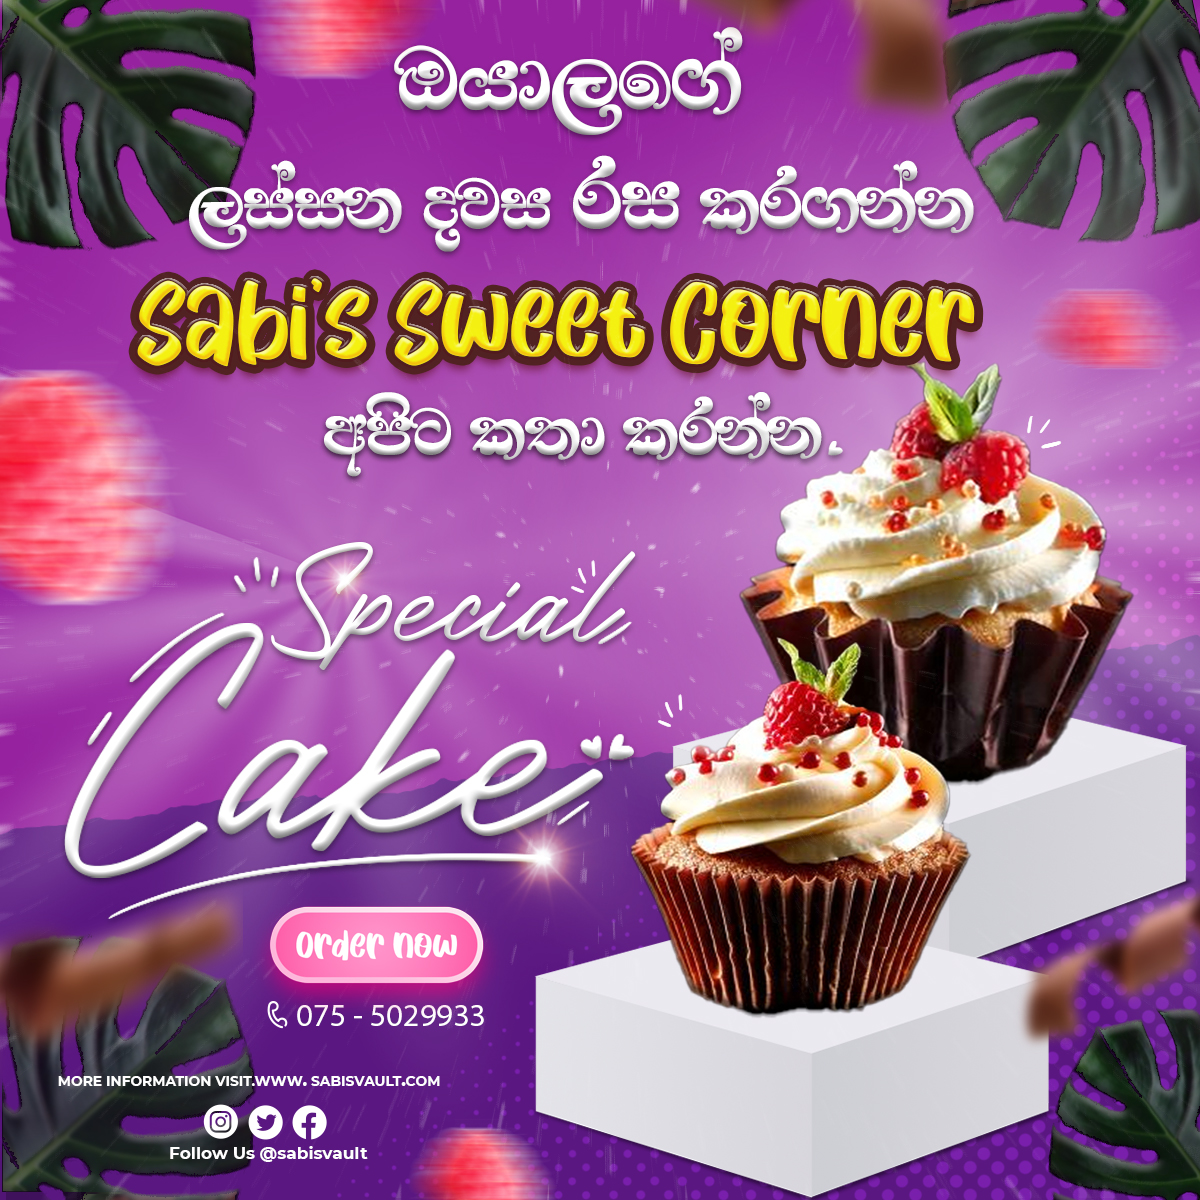 ඔයාලගේ
ලස්සන දවස රස කරගන්න
Sabi's Sweet Corner
අපිට කතා කරන්න.
Special
Cake
Order Now
075 - 5029933
MORE INFORMATION VISIT.WWW. SABISVAULT.COM
Follow Us @sabisvault